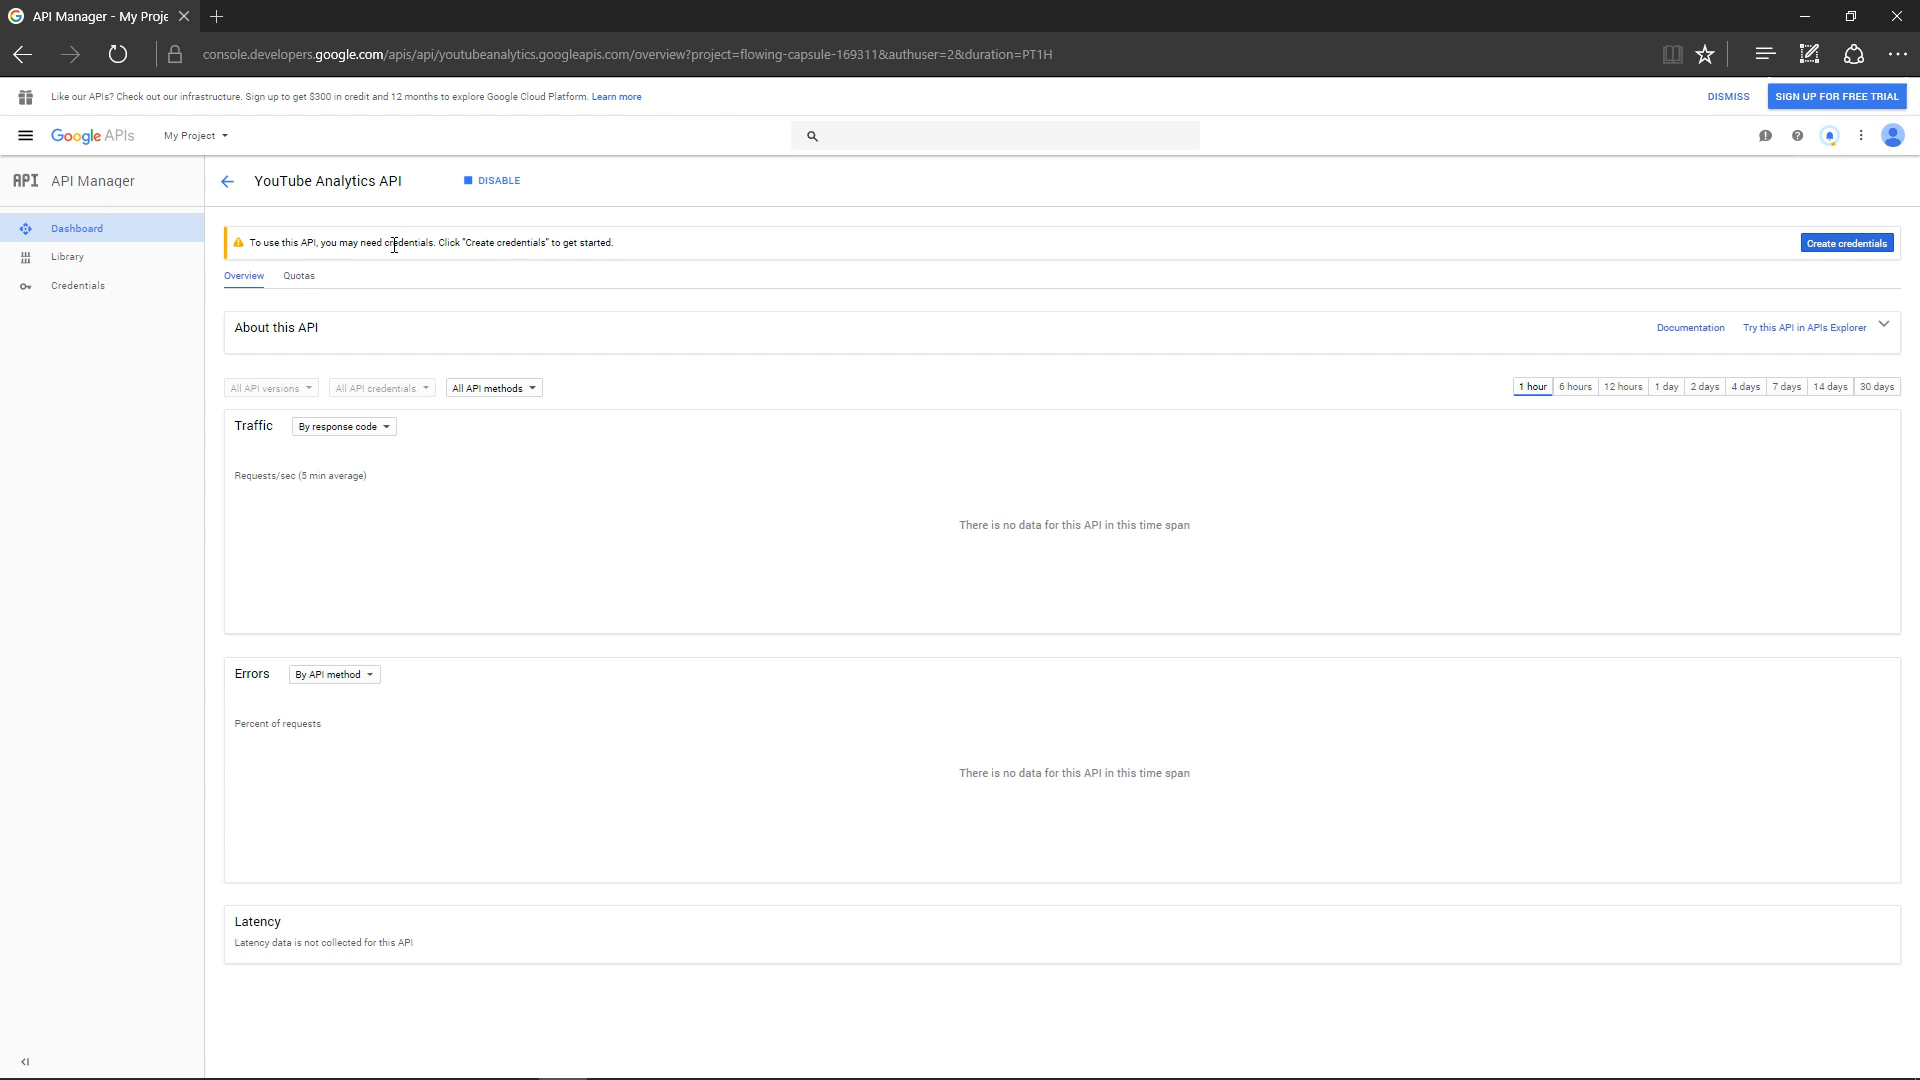 API Manager - My Proje
console.developers.google.com/apis/api/youtubeanalytics.googleapis.com/overview?project=flowing-capsule-169311&authuser=2&duration=PT1H
Like our APIs? Check out our infrastructure. Sign up to get $300 in credit and 12 months to explore Google Cloud Platform. Learn more
DISMISS
SIGN UP FOR FREE TRIAL
Google APIs
My Project
API
API Manager
YouTube Analytics API
DISABLE
Dashboard
Library
Credentials
To use this API, you may need credentials. Click "Create credentials" to get started.
Create credentials
Overview
Quotas
About this API
Documentation
Try this API in APIs Explorer
All API versions
All API credentials
All API methods
1 hour
6 hours
12 hours
1 day
2 days
4 days
7 days
14 days
30 days
Traffic
By response code
Requests/sec (5 min average)
There is no data for this API in this time span
Errors
By API method
Percent of requests
There is no data for this API in this time span
Latency
Latency data is not collected for this API